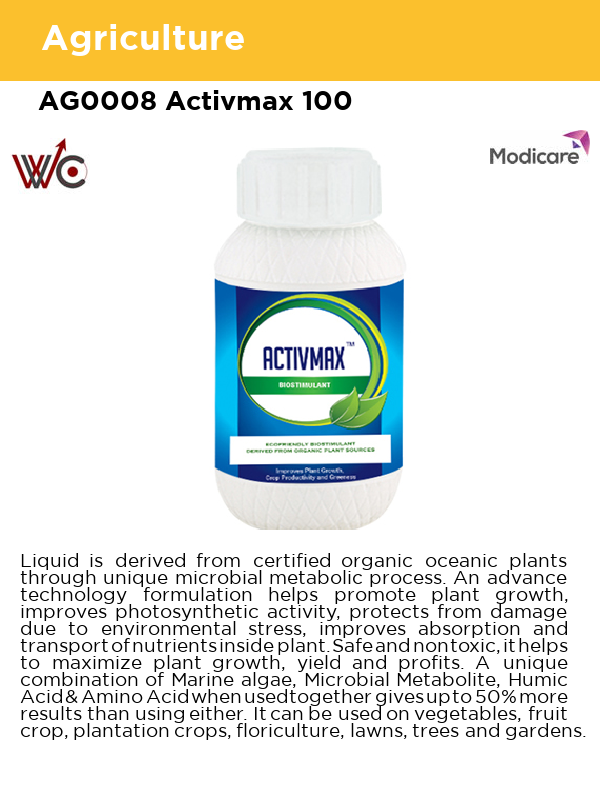 Agriculture
AG0008 Activmax 100
WC
Modicare
ACTIVMAX™
BIOSTIMULANT
ECOFRIENDLY BIOSTIMULANT
DERIVED FROM ORGANIC PLANT SOURCES
Improves Plant Growth,
Crop Productivity and Greeness
Liquid is derived from certified organic oceanic plants
through unique microbial metabolic process. An advance
technology formulation helps promote plant growth,
improves photosynthetic activity, protects from damage
due to environmental stress, improves absorption and
transport of nutrients inside plant. Safe and non toxic, it helps
to maximize plant growth, yield and profits. A unique
combination of Marine algae, Microbial Metabolite, Humic
Acid & Amino Acid when used together gives up to 50% more
results than using either. It can be used on vegetables, fruit
crop, plantation crops, floriculture, lawns, trees and gardens.